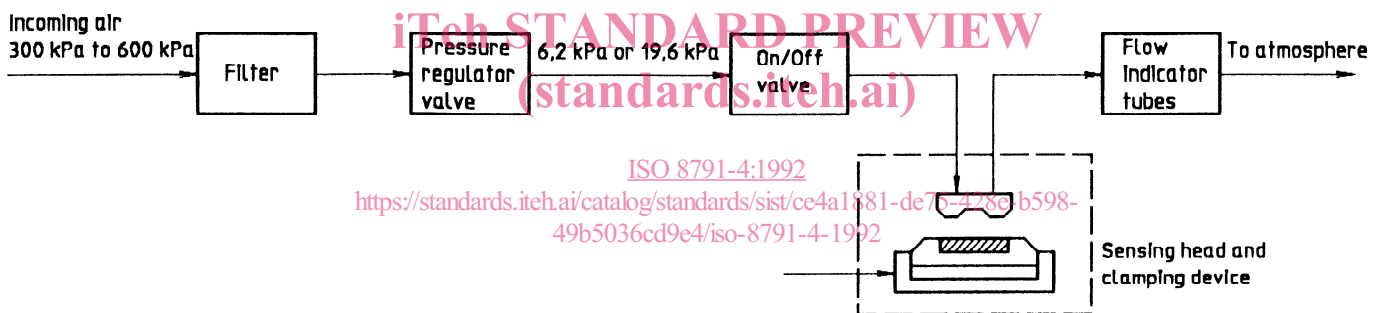 Incoming air
300 kPa to 600 kPa
Filter
Pressure
regulator
valve
6,2 kPa or 19,6 kPa
On/Off
valve
Flow
indicator
tubes
To atmosphere
iTeh STANDARD PREVIEW
(standards.iteh.ai)
ISO 8791-4:1992
https://standards.iteh.ai/catalog/standards/sist/ce4a1881-de75-428e-b598-
49b5036cd9e4/iso-8791-4-1992
Sensing head and
clamping device